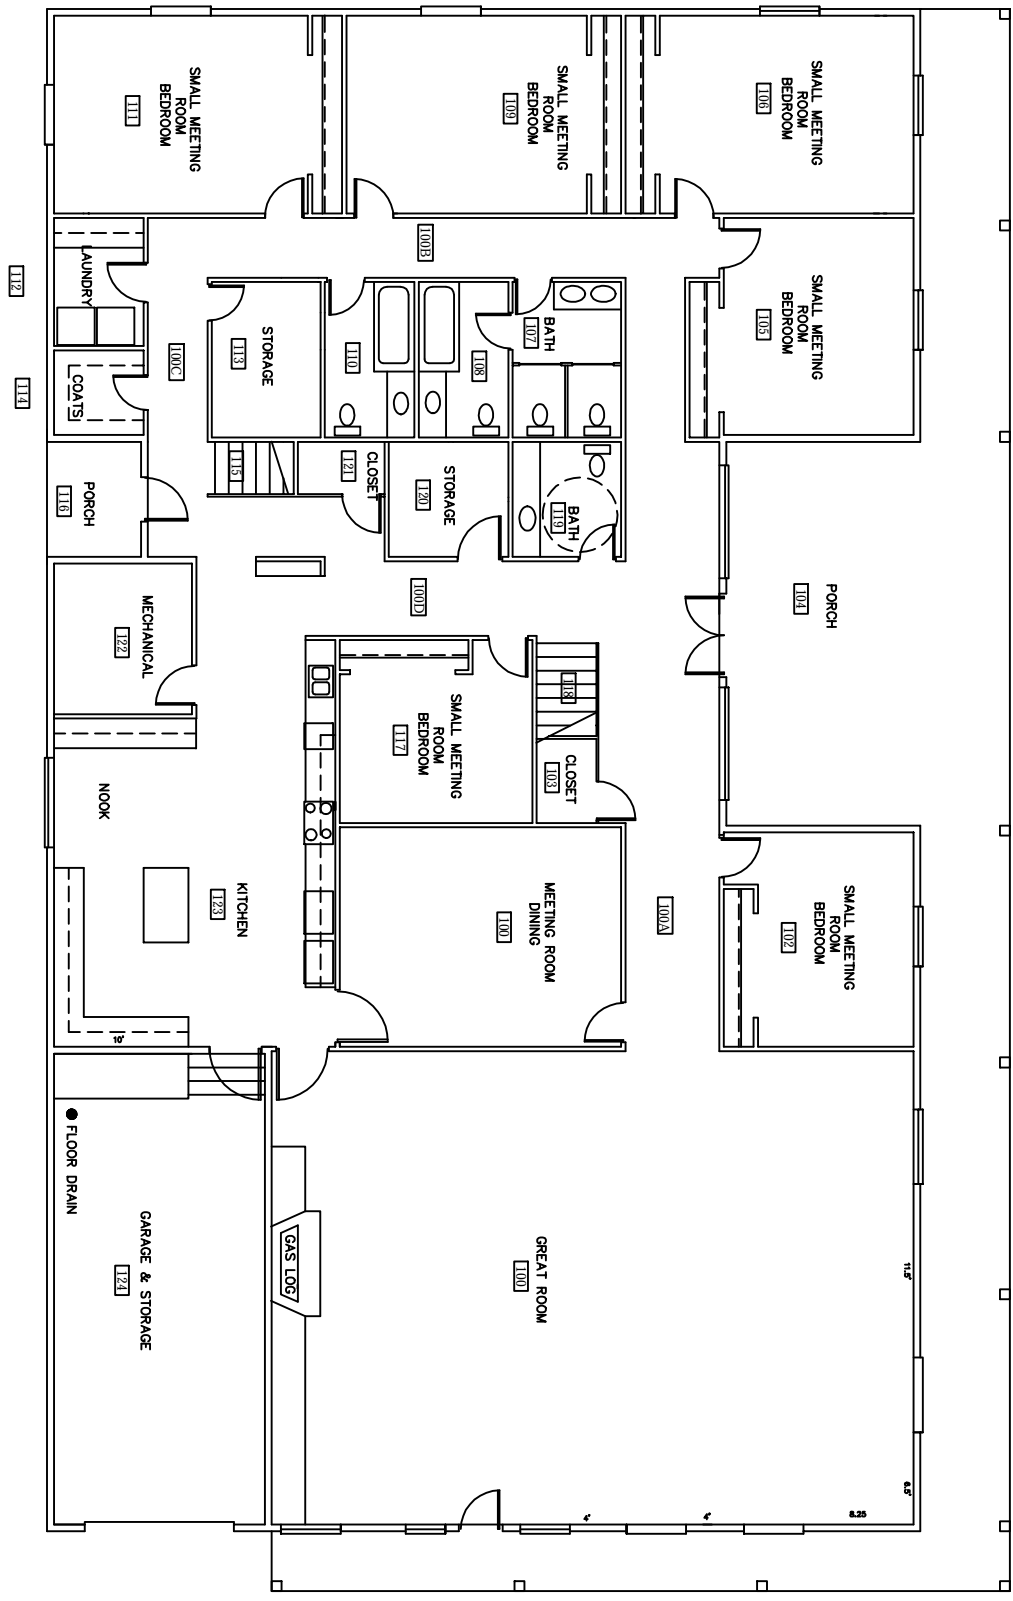 SMALL MEETING
ROOM
BEDROOM
111
SMALL MEETING
ROOM
BEDROOM
109
SMALL MEETING
ROOM
BEDROOM
106
100B
SMALL MEETING
ROOM
BEDROOM
105
LAUNDRY
112
COATS
114
100C
STORAGE
113
110
108
BATH
107
115
CLOSET
121
STORAGE
120
BATH
119
PORCH
116
PORCH
104
100D
MECHANICAL
122
SMALL MEETING
ROOM
BEDROOM
117
118
CLOSET
103
NOOK
KITCHEN
123
MEETING ROOM
DINING
100
100A
SMALL MEETING
ROOM
BEDROOM
102
10'
FLOOR DRAIN
GARAGE & STORAGE
124
GAS LOG
GREAT ROOM
100
11.5'
6.5'
8.25
4'
4'